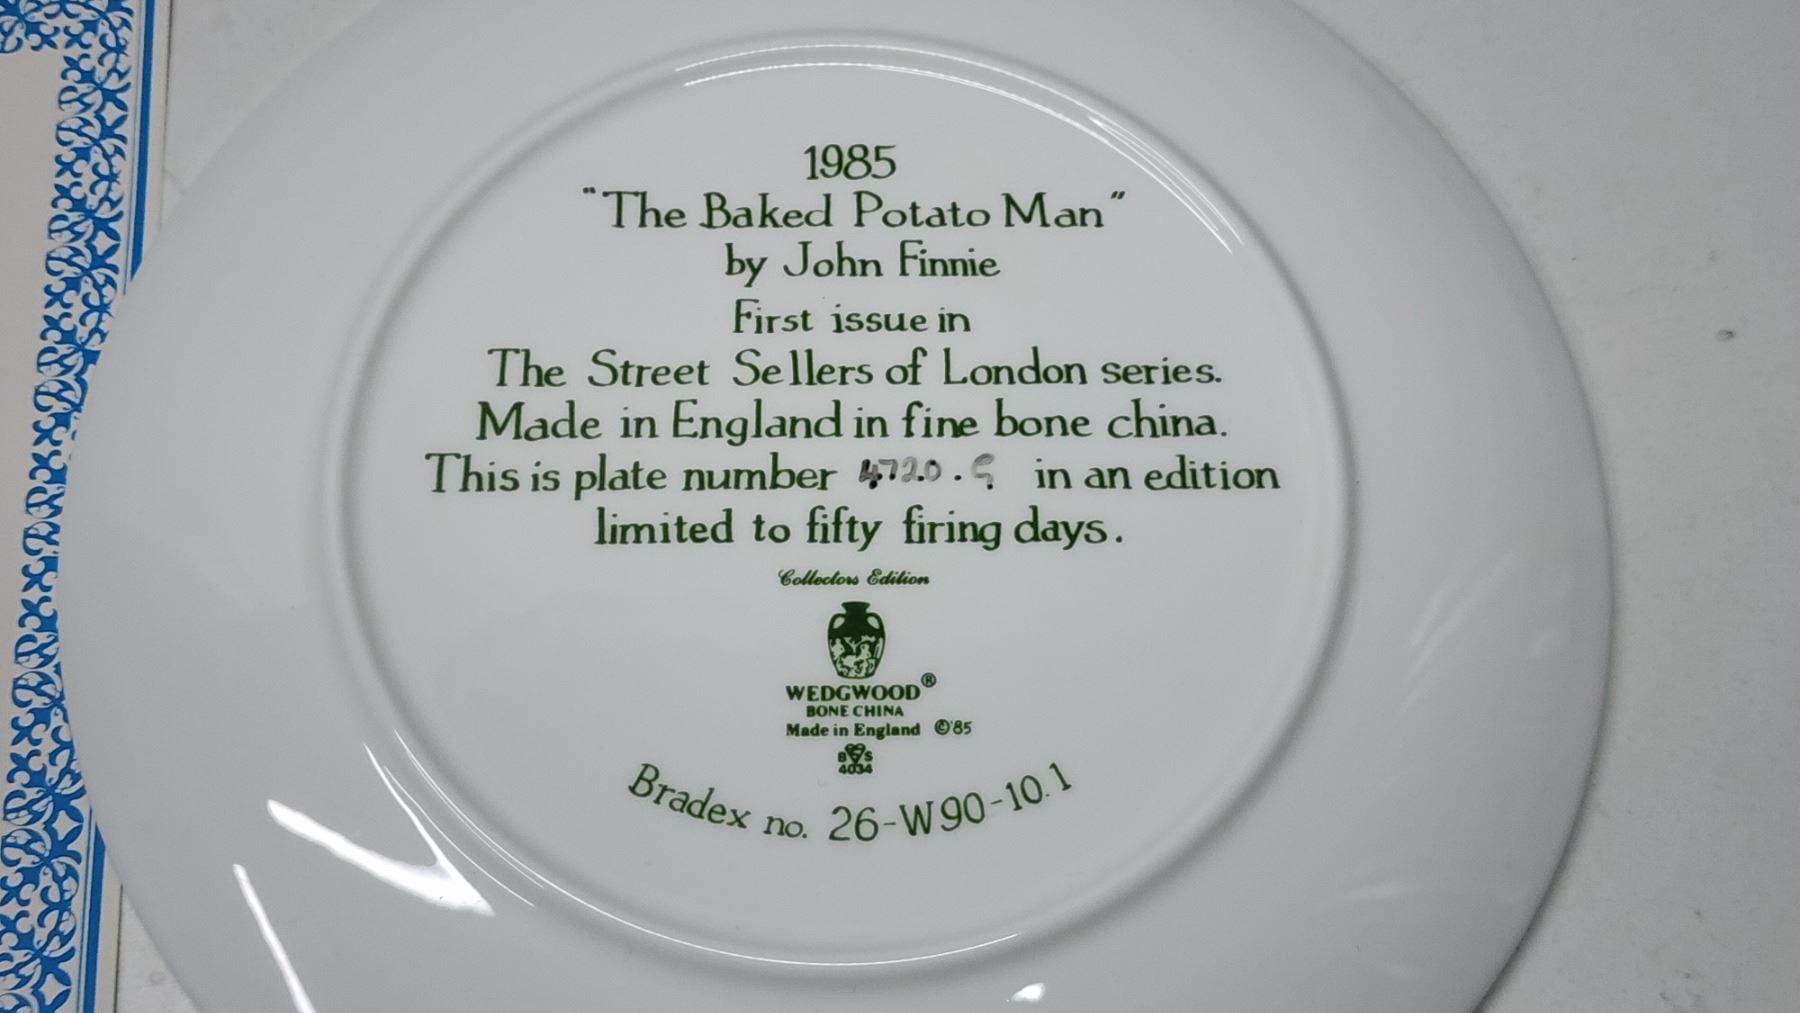 1985
"The Baked Potato Man"
by John Finnie
First issue in
The Street Sellers of London series.
Made in England in fine bone china.
This is plate number 4720. in an edition
limited to fifty firing days.
Collectors Edition
WEDGWOOD®
BONE CHINA
Made in England ©'85
B S
4034
Bradex no. 26-W90-10.1